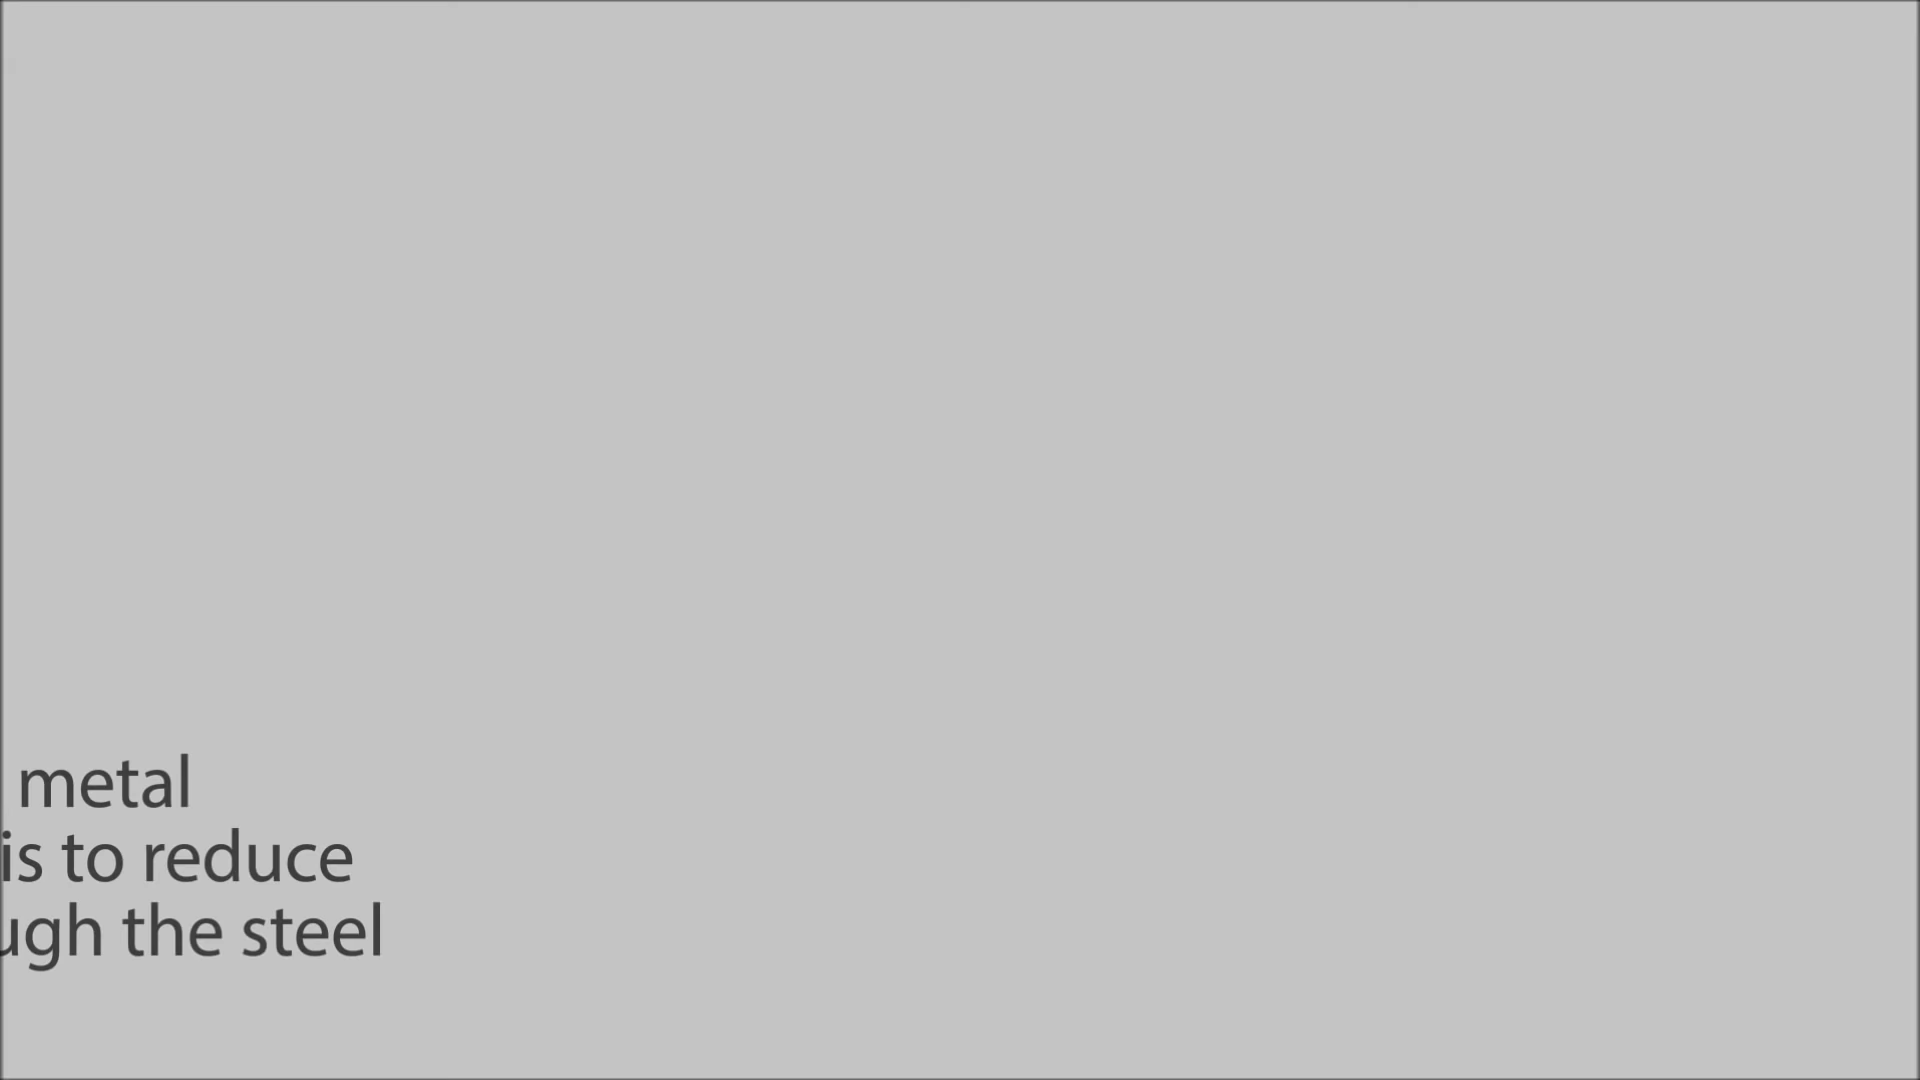 metal
is to reduce
ugh the steel